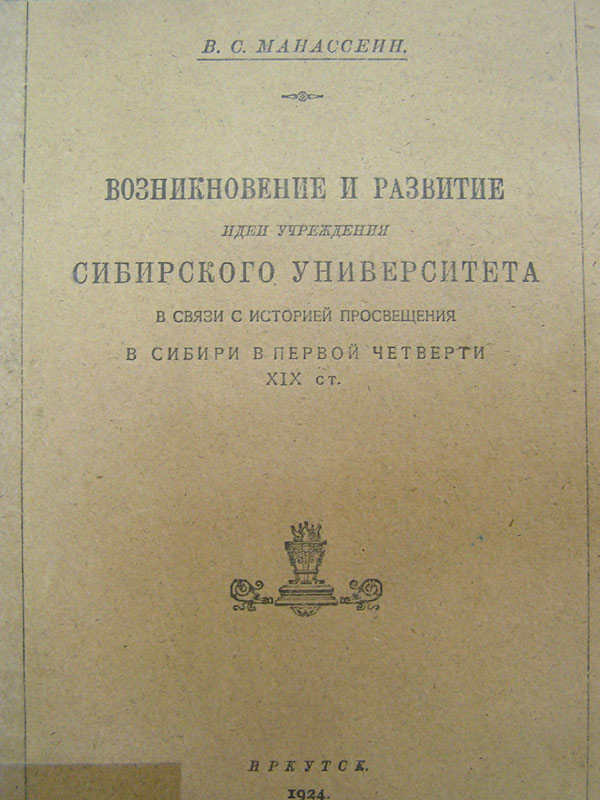 В. С. МАНАССЕИН.
ВОЗНИКНОВЕНИЕ И РАЗВИТИЕ
ИДЕИ УЧРЕЖДЕНИЯ
СИБИРСКОГО УНИВЕРСИТЕТА
В СВЯЗИ С ИСТОРИЕЙ ПРОСВЕЩЕНИЯ
В СИБИРИ В ПЕРВОЙ ЧЕТВЕРТИ
XIX СТ.
ИРКУТСК.
1924.